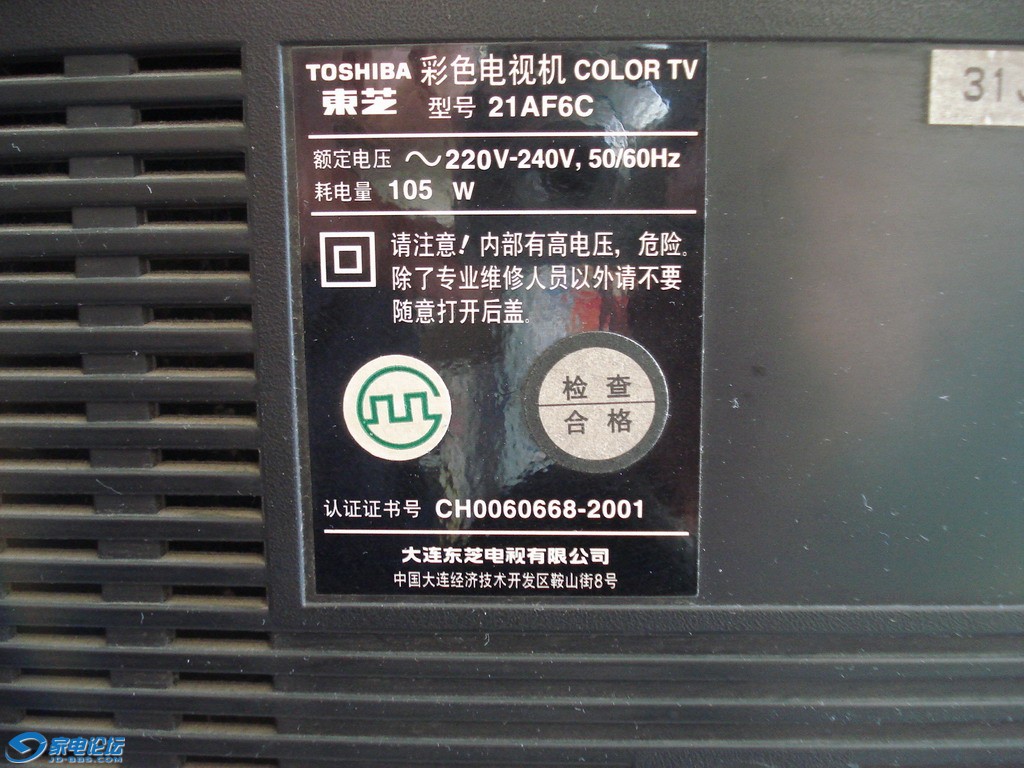 TOSHIBA 彩色电视机 COLOR TV
東芝 型号 21AF6C
额定电压 ～220V-240V, 50/60Hz
耗电量 105 W
请注意！内部有高电压，危险。
除了专业维修人员以外请不要
随意打开后盖。
检查
合格
认证证书号 CH0060668-2001
大连东芝电视有限公司
中国大连经济技术开发区鞍山街8号
31J
家电论坛
JD-BBS.COM